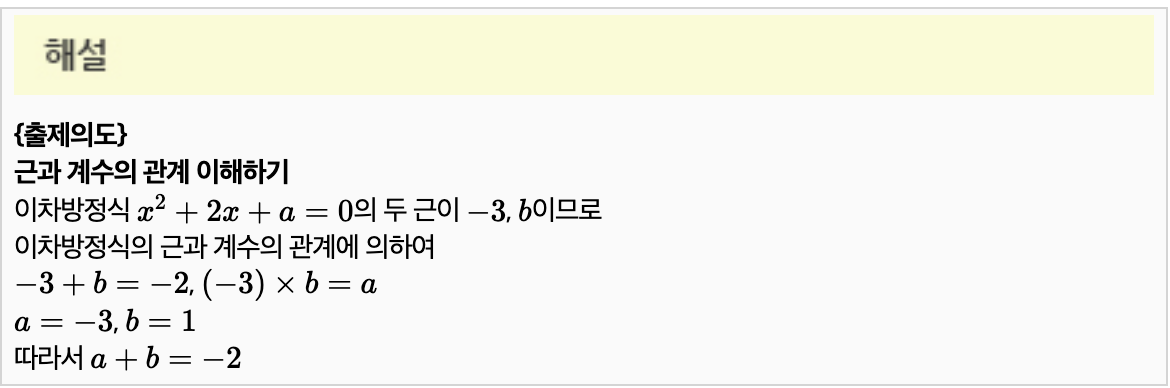 해설
{출제의도}
근과 계수의 관계 이해하기
이차방정식 $x^2 + 2x + a = 0$의 두 근이 $-3$, $b$이므로
이차방정식의 근과 계수의 관계에 의하여
$-3 + b = -2$, $(-3) \times b = a$
$a = -3$, $b = 1$
따라서 $a + b = -2$